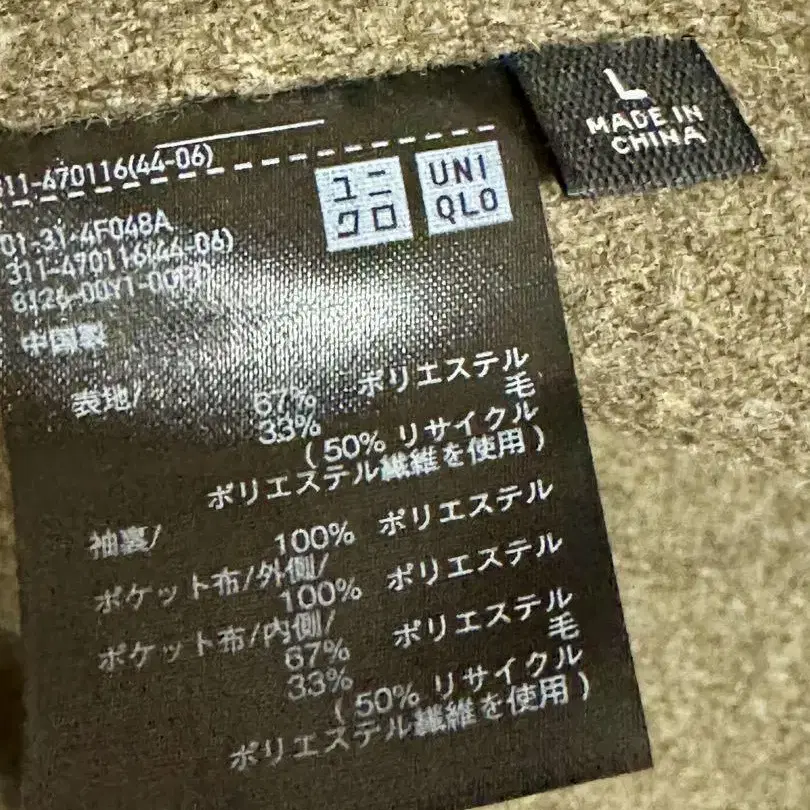 L
MADE IN
CHINA
311-470116(44-06)
ユニ
クロ
UNI
QLO
01-31-4F048A
311-470116(44-06)
8126-00Y1-00PD
中国製
表地/
67% ポリエステル
33% 毛
(50% リサイクル
ポリエステル繊維を使用)
袖裏/
100% ポリエステル
ポケット布/外側/
100% ポリエステル
ポケット布/内側/
67% ポリエステル
33% 毛
(50% リサイクル
ポリエステル繊維を使用)